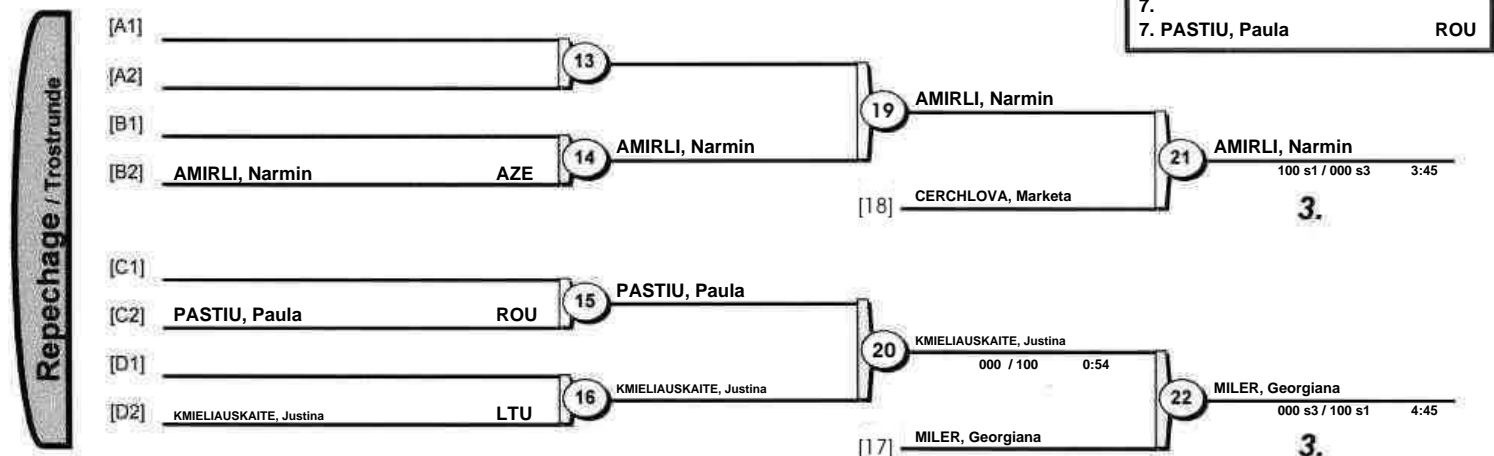 7.
7. PASTIU, Paula ROU
Repechage / Trostrunde
[A1]
13
[A2]
[B1]
14 AMIRLI, Narmin
[B2] AMIRLI, Narmin AZE
19 AMIRLI, Narmin
21 AMIRLI, Narmin
100 s1 / 000 s3 3:45
[18] CERCHLOVA, Marketa
3.
[C1]
15 PASTIU, Paula
[C2] PASTIU, Paula ROU
[D1]
16 KMIELIAUSKAITE, Justina
[D2] KMIELIAUSKAITE, Justina LTU
20 KMIELIAUSKAITE, Justina
000 / 100 0:54
22 MILER, Georgiana
000 s3 / 100 s1 4:45
[17] MILER, Georgiana
3.